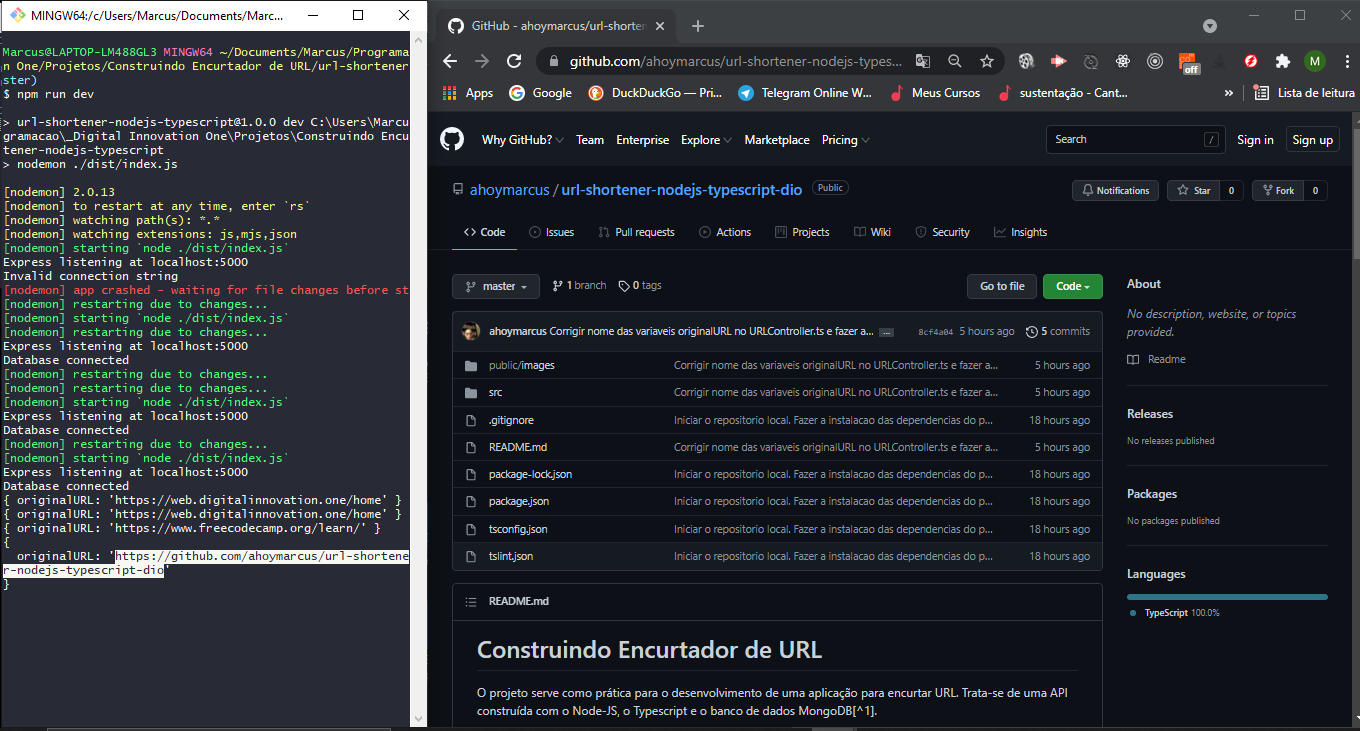 MINGW64:/c/Users/Marcus/Documents/Marc...
Marcus@LAPTOP-LM488GL3 MINGW64 ~/Documents/Marcus/Programa
n One/Projetos/Construindo Encurtador de URL/url-shortener
ster)
$ npm run dev
> url-shortener-nodejs-typescript@1.0.0 dev C:\Users\Marcu
gramacao\_Digital Innovation One\Projetos\Construindo Encu
tener-nodejs-typescript
> nodemon ./dist/index.js
[nodemon] 2.0.13
[nodemon] to restart at any time, enter `rs`
[nodemon] watching path(s): *.*
[nodemon] watching extensions: js,mjs,json
[nodemon] starting `node ./dist/index.js`
Express listening at localhost:5000
Invalid connection string
[nodemon] app crashed - waiting for file changes before st
[nodemon] restarting due to changes...
[nodemon] starting `node ./dist/index.js`
[nodemon] restarting due to changes...
Express listening at localhost:5000
Database connected
[nodemon] restarting due to changes...
[nodemon] restarting due to changes...
[nodemon] starting `node ./dist/index.js`
Express listening at localhost:5000
Database connected
[nodemon] restarting due to changes...
[nodemon] starting `node ./dist/index.js`
Express listening at localhost:5000
Database connected
{ originalURL: 'https://web.digitalinnovation.one/home' }
{ originalURL: 'https://web.digitalinnovation.one/home' }
{ originalURL: 'https://www.freecodecamp.org/learn/' }
{
originalURL: 'https://github.com/ahoymarcus/url-shortene
r-nodejs-typescript-dio'
}
GitHub - ahoymarcus/url-shorten
github.com/ahoymarcus/url-shortener-nodejs-types...
off
M
Apps Google DuckDuckGo — Pri... Telegram Online W... Meus Cursos sustentação - Cant... » Lista de leitura
Why GitHub? Team Enterprise Explore Marketplace Pricing Search / Sign in Sign up
ahoymarcus / url-shortener-nodejs-typescript-dio Public Notifications Star 0 Fork 0
Code Issues Pull requests Actions Projects Wiki Security Insights
master 1 branch 0 tags Go to file Code
ahoymarcus Corrigir nome das variaveis originalURL no URLController.ts e fazer a... ... 8cf4a04 5 hours ago 5 commits
public/images Corrigir nome das variaveis originalURL no URLController.ts e fazer a... 5 hours ago
src Corrigir nome das variaveis originalURL no URLController.ts e fazer a... 5 hours ago
.gitignore Iniciar o repositorio local. Fazer a instalacao das dependencias do p... 18 hours ago
README.md Corrigir nome das variaveis originalURL no URLController.ts e fazer a... 5 hours ago
package-lock.json Iniciar o repositorio local. Fazer a instalacao das dependencias do p... 18 hours ago
package.json Iniciar o repositorio local. Fazer a instalacao das dependencias do p... 18 hours ago
tsconfig.json Iniciar o repositorio local. Fazer a instalacao das dependencias do p... 18 hours ago
tslint.json Iniciar o repositorio local. Fazer a instalacao das dependencias do p... 18 hours ago
README.md
Construindo Encurtador de URL
O projeto serve como prática para o desenvolvimento de uma aplicação para encurtar URL. Trata-se de uma API
construída com o Node-JS, o Typescript e o banco de dados MongoDB[^1].
About
No description, website, or topics
provided.
Readme
Releases
No releases published
Packages
No packages published
Languages
TypeScript 100.0%